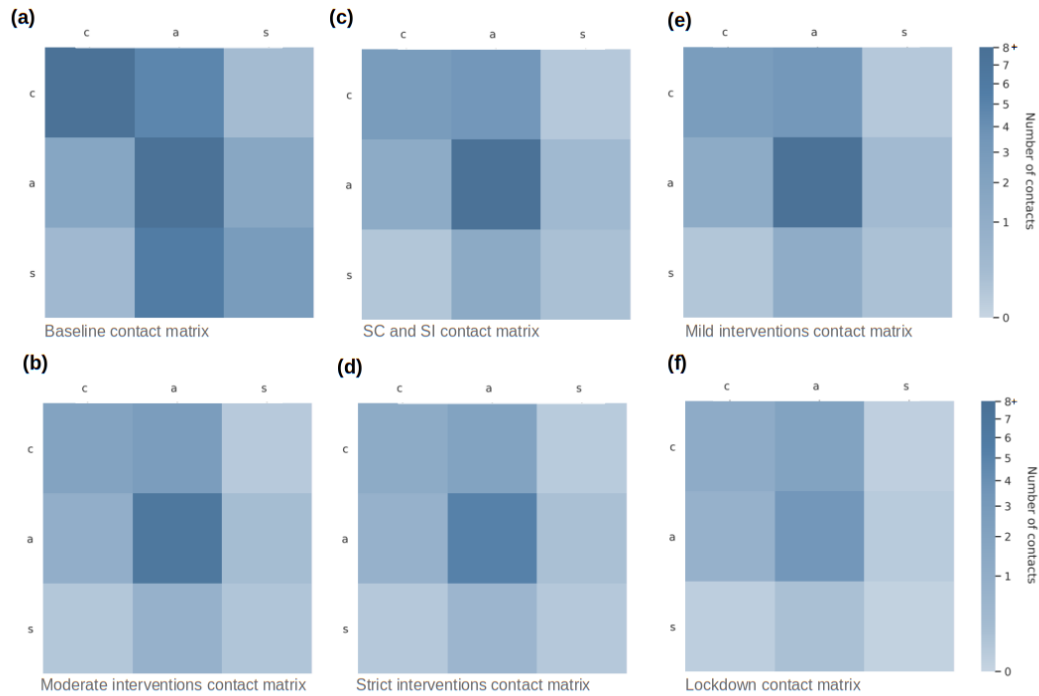 (a) (c) (e)
c a s c a s c a s
c c c
a a a
s s s
8+
7
6
5
4
3
2
1
0
Number of contacts
Baseline contact matrix SC and SI contact matrix Mild interventions contact matrix
(b) (d) (f)
c a s c a s c a s
c c c
a a a
s s s
8+
7
6
5
4
3
2
1
0
Number of contacts
Moderate interventions contact matrix Strict interventions contact matrix Lockdown contact matrix